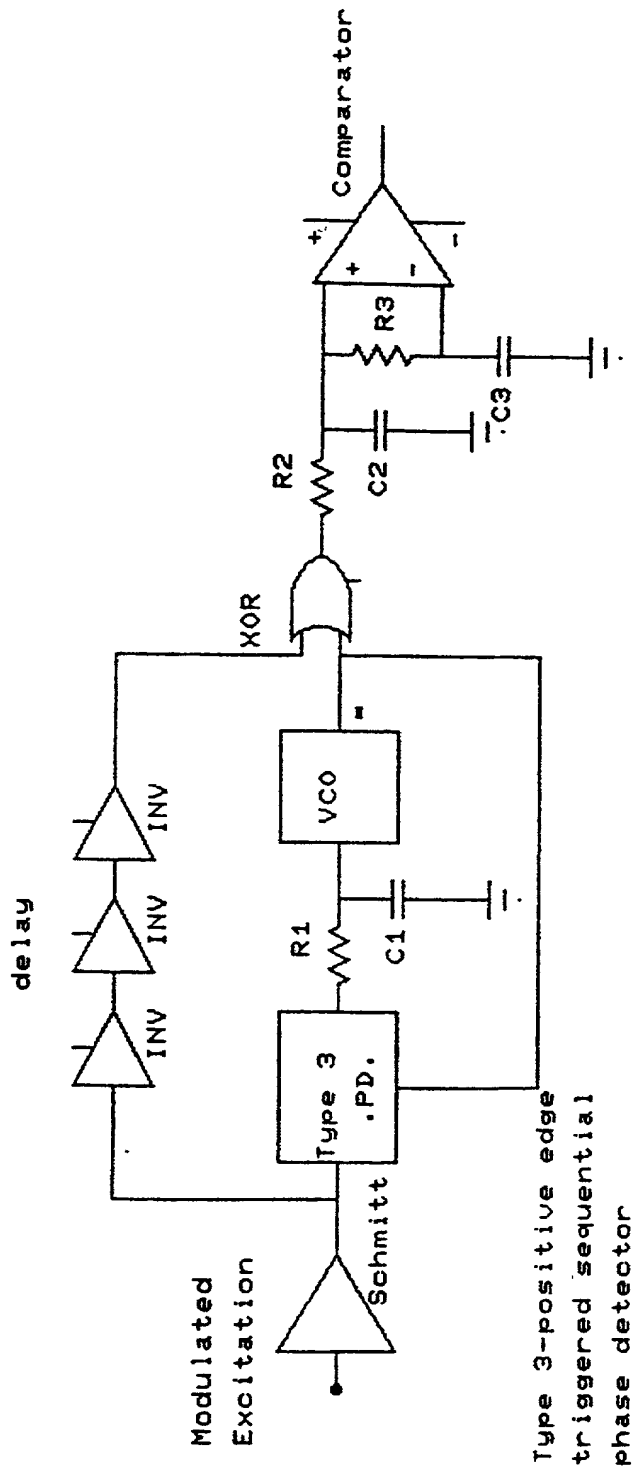 delay
INV
INV
INV
Modulated
Excitation
Schmitt
Type 3
.PD.
R1
C1
VCO
XOR
R2
C2
R3
C3
+
-
+
-
Comparator
Type 3-positive edge
triggered sequential
phase detector